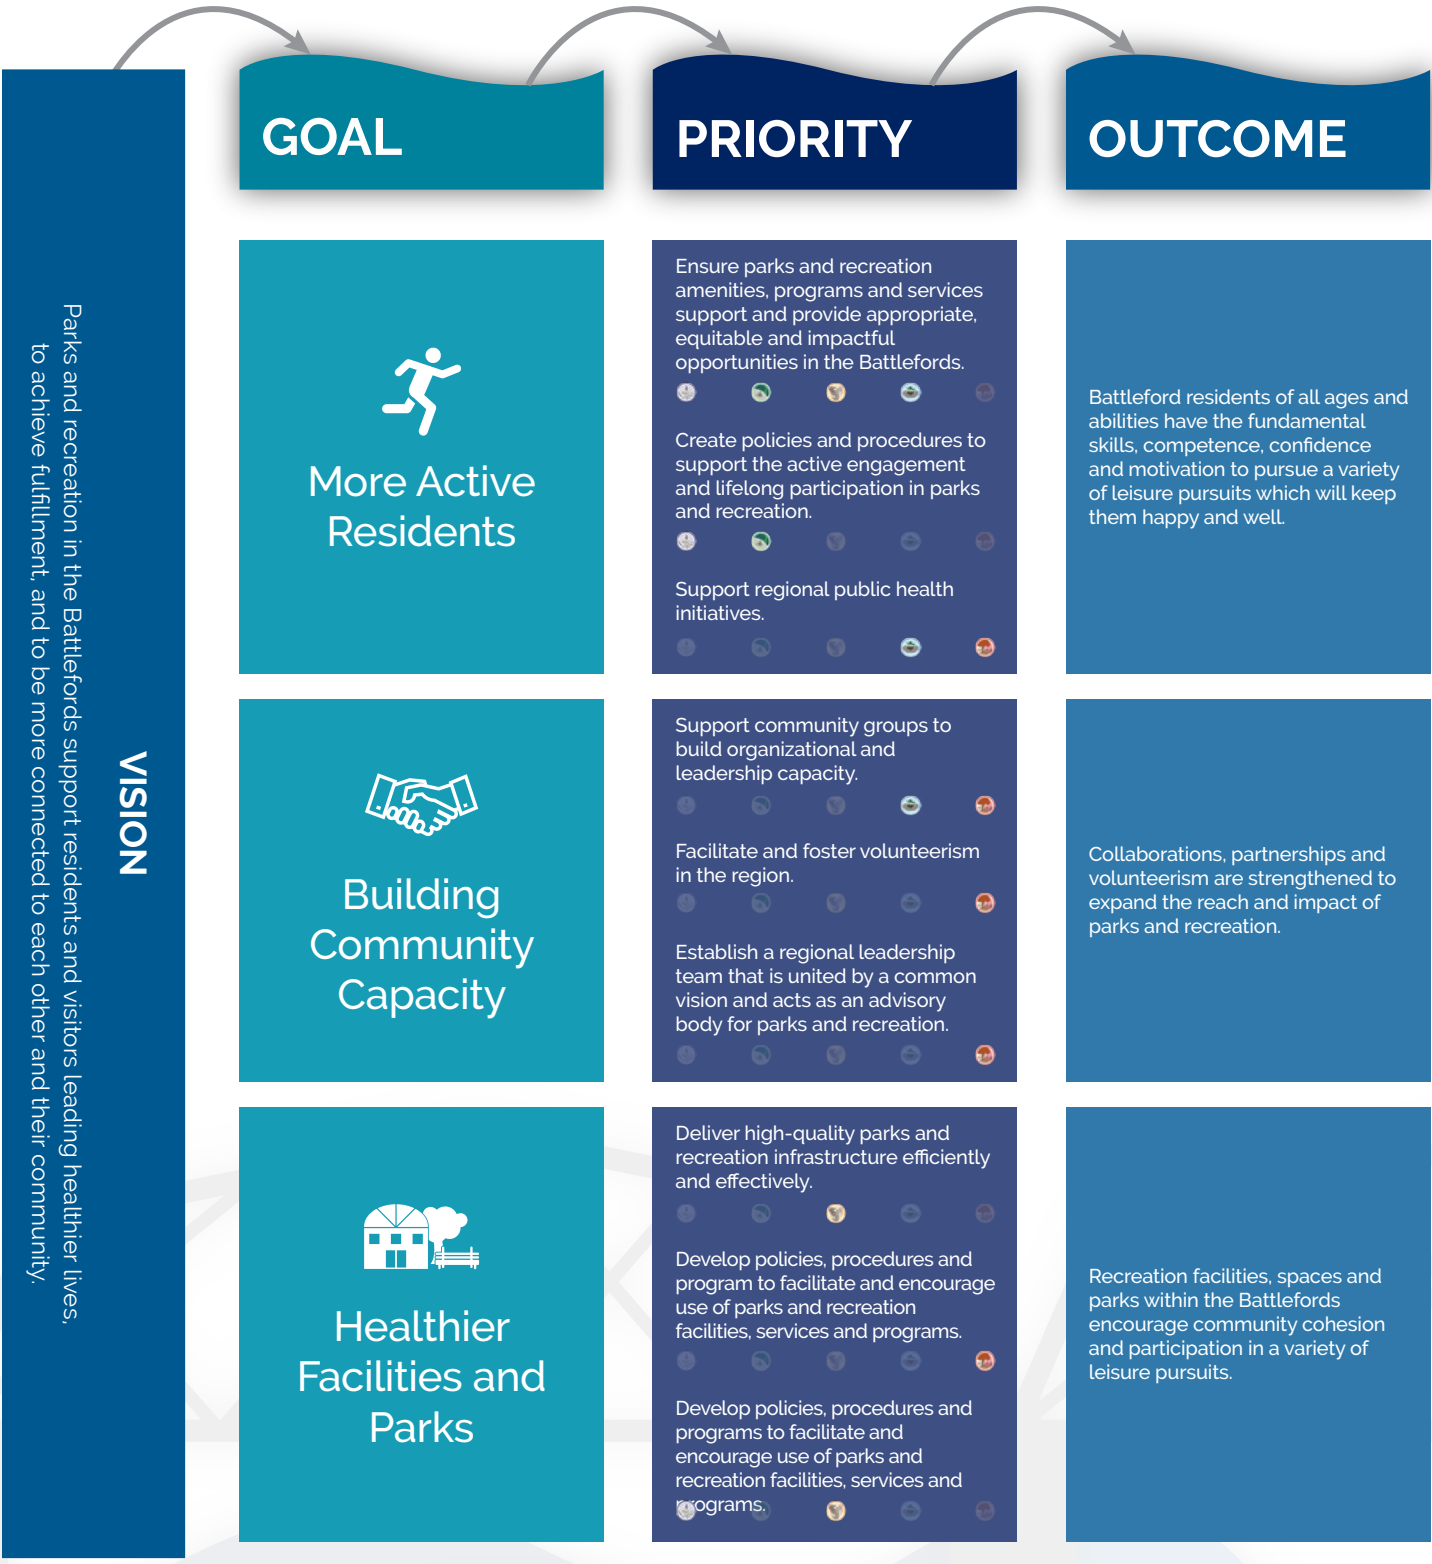 VISION
Parks and recreation in the Battlefords support residents and visitors leading healthier lives,
to achieve fulfillment, and to be more connected to each other and their community.
GOAL
PRIORITY
OUTCOME
More Active
Residents
Ensure parks and recreation
amenities, programs and services
support and provide appropriate,
equitable and impactful
opportunities in the Battlefords.
Create policies and procedures to
support the active engagement
and lifelong participation in parks
and recreation.
Support regional public health
initiatives.
Battleford residents of all ages and
abilities have the fundamental
skills, competence, confidence
and motivation to pursue a variety
of leisure pursuits which will keep
them happy and well.
Building
Community
Capacity
Support community groups to
build organizational and
leadership capacity.
Facilitate and foster volunteerism
in the region.
Establish a regional leadership
team that is united by a common
vision and acts as an advisory
body for parks and recreation.
Collaborations, partnerships and
volunteerism are strengthened to
expand the reach and impact of
parks and recreation.
Healthier
Facilities and
Parks
Deliver high-quality parks and
recreation infrastructure efficiently
and effectively.
Develop policies, procedures and
program to facilitate and encourage
use of parks and recreation
facilities, services and programs.
Develop policies, procedures and
programs to facilitate and
encourage use of parks and
recreation facilities, services and
programs.
Recreation facilities, spaces and
parks within the Battlefords
encourage community cohesion
and participation in a variety of
leisure pursuits.